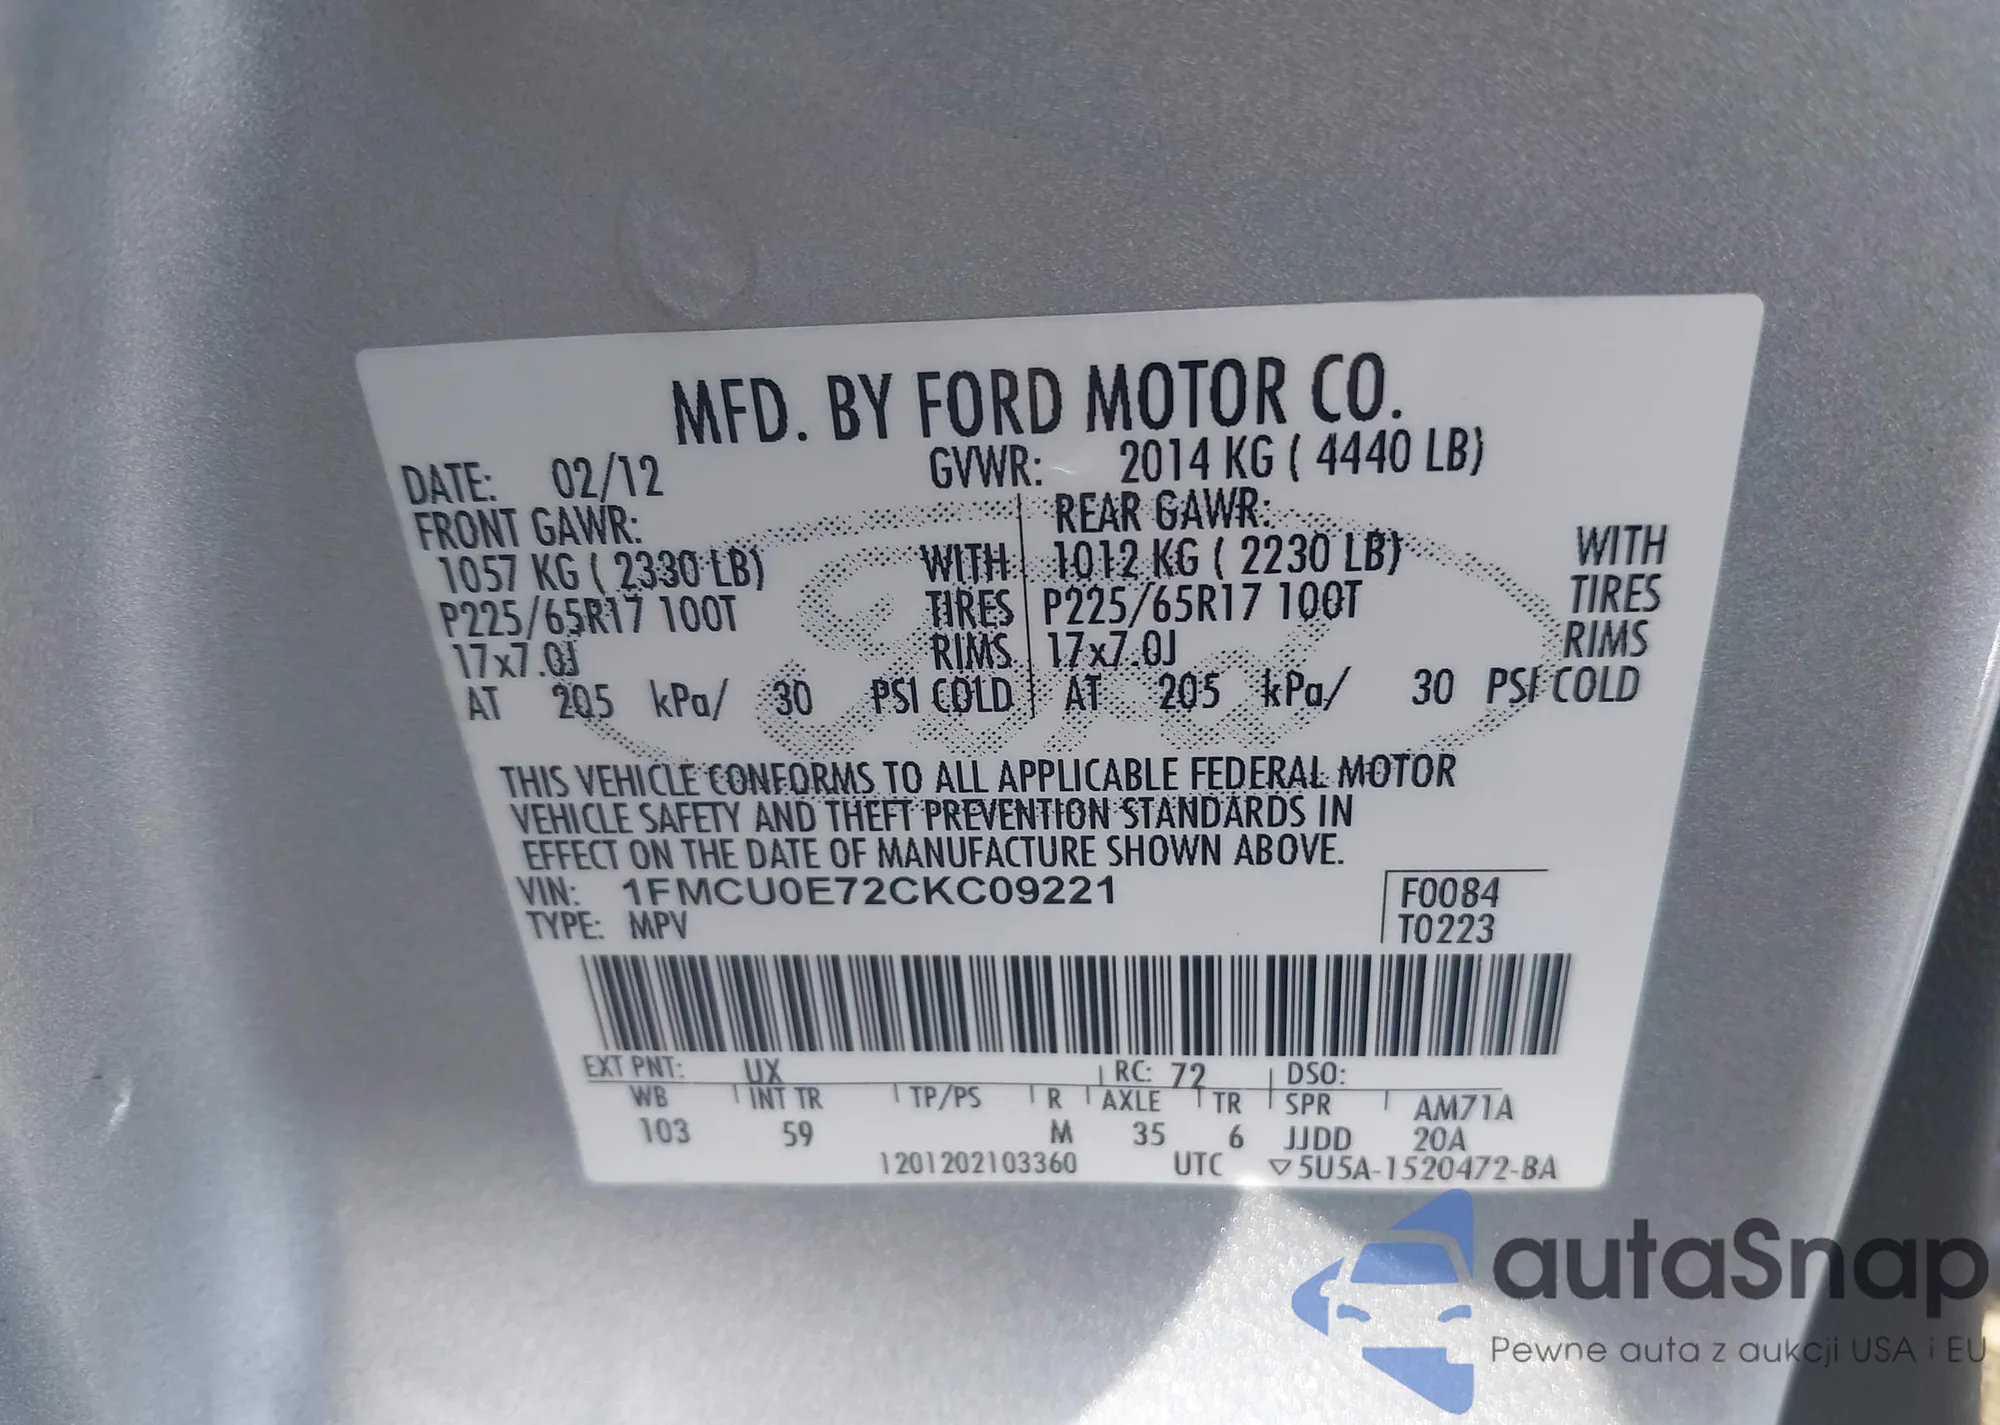 MFD. BY FORD MOTOR CO.
DATE: 02/12 GVWR: 2014 KG ( 4440 LB)
FRONT GAWR: REAR GAWR:
1057 KG ( 2330 LB) WITH 1012 KG ( 2230 LB) WITH
P225/65R17 100T TIRES P225/65R17 100T TIRES
17x7.0J RIMS 17x7.0J RIMS
AT 205 kPa/ 30 PSI COLD AT 205 kPa/ 30 PSI COLD
THIS VEHICLE CONFORMS TO ALL APPLICABLE FEDERAL MOTOR
VEHICLE SAFETY AND THEFT PREVENTION STANDARDS IN
EFFECT ON THE DATE OF MANUFACTURE SHOWN ABOVE.
VIN: 1FMCU0E72CKC09221 F0084
TYPE: MPV T0223
EXT PNT: UX RC: 72 DSO:
WB INT TR TP/PS R AXLE TR SPR AM71A
103 59 M 35 6 JJDD 20A
1201202103360 UTC ▽5U5A-1520472-BA
autaSnap
Pewne auta z aukcji USA i EU